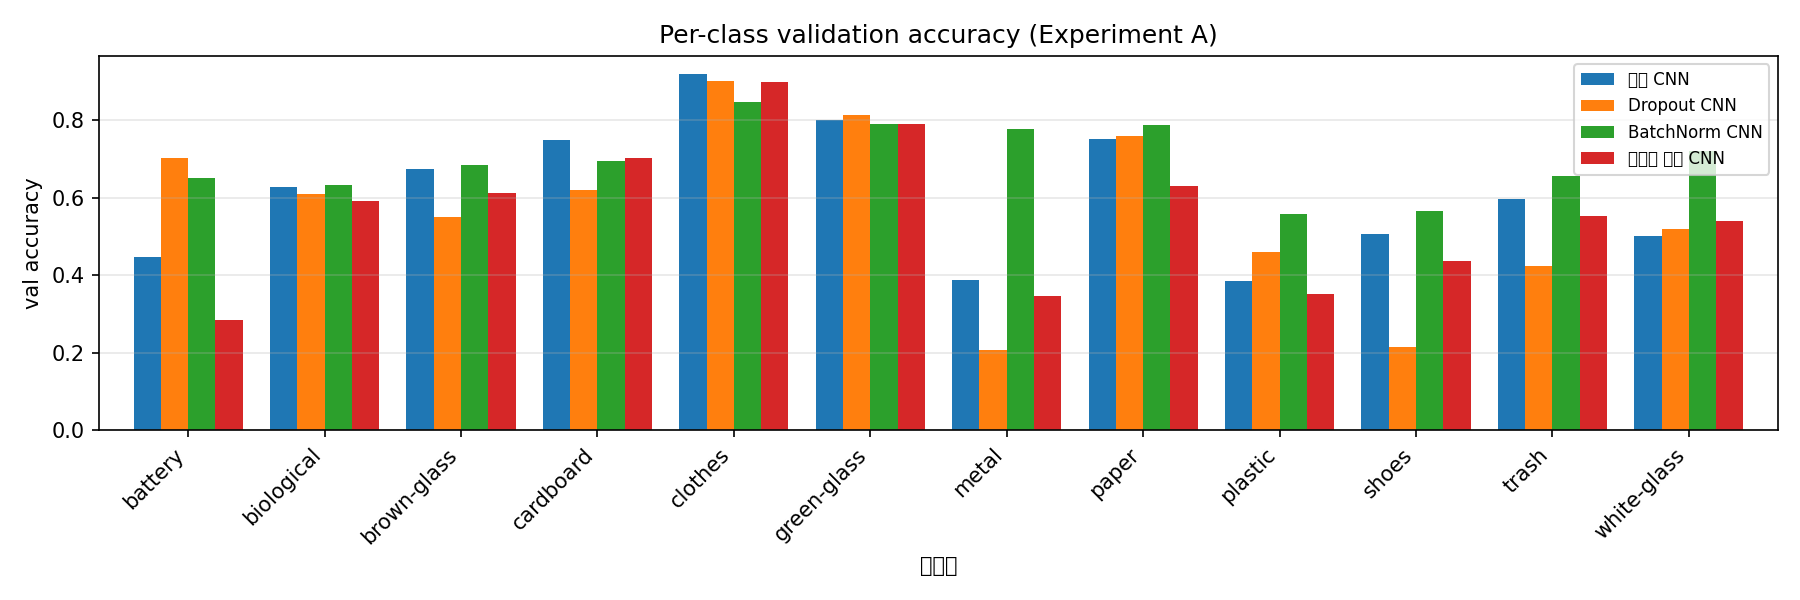 Per-class validation accuracy (Experiment A)
CNN
Dropout CNN
BatchNorm CNN
CNN
val accuracy
0.8
0.6
0.4
0.2
0.0
battery
biological
brown-glass
cardboard
clothes
green-glass
metal
paper
plastic
shoes
trash
white-glass